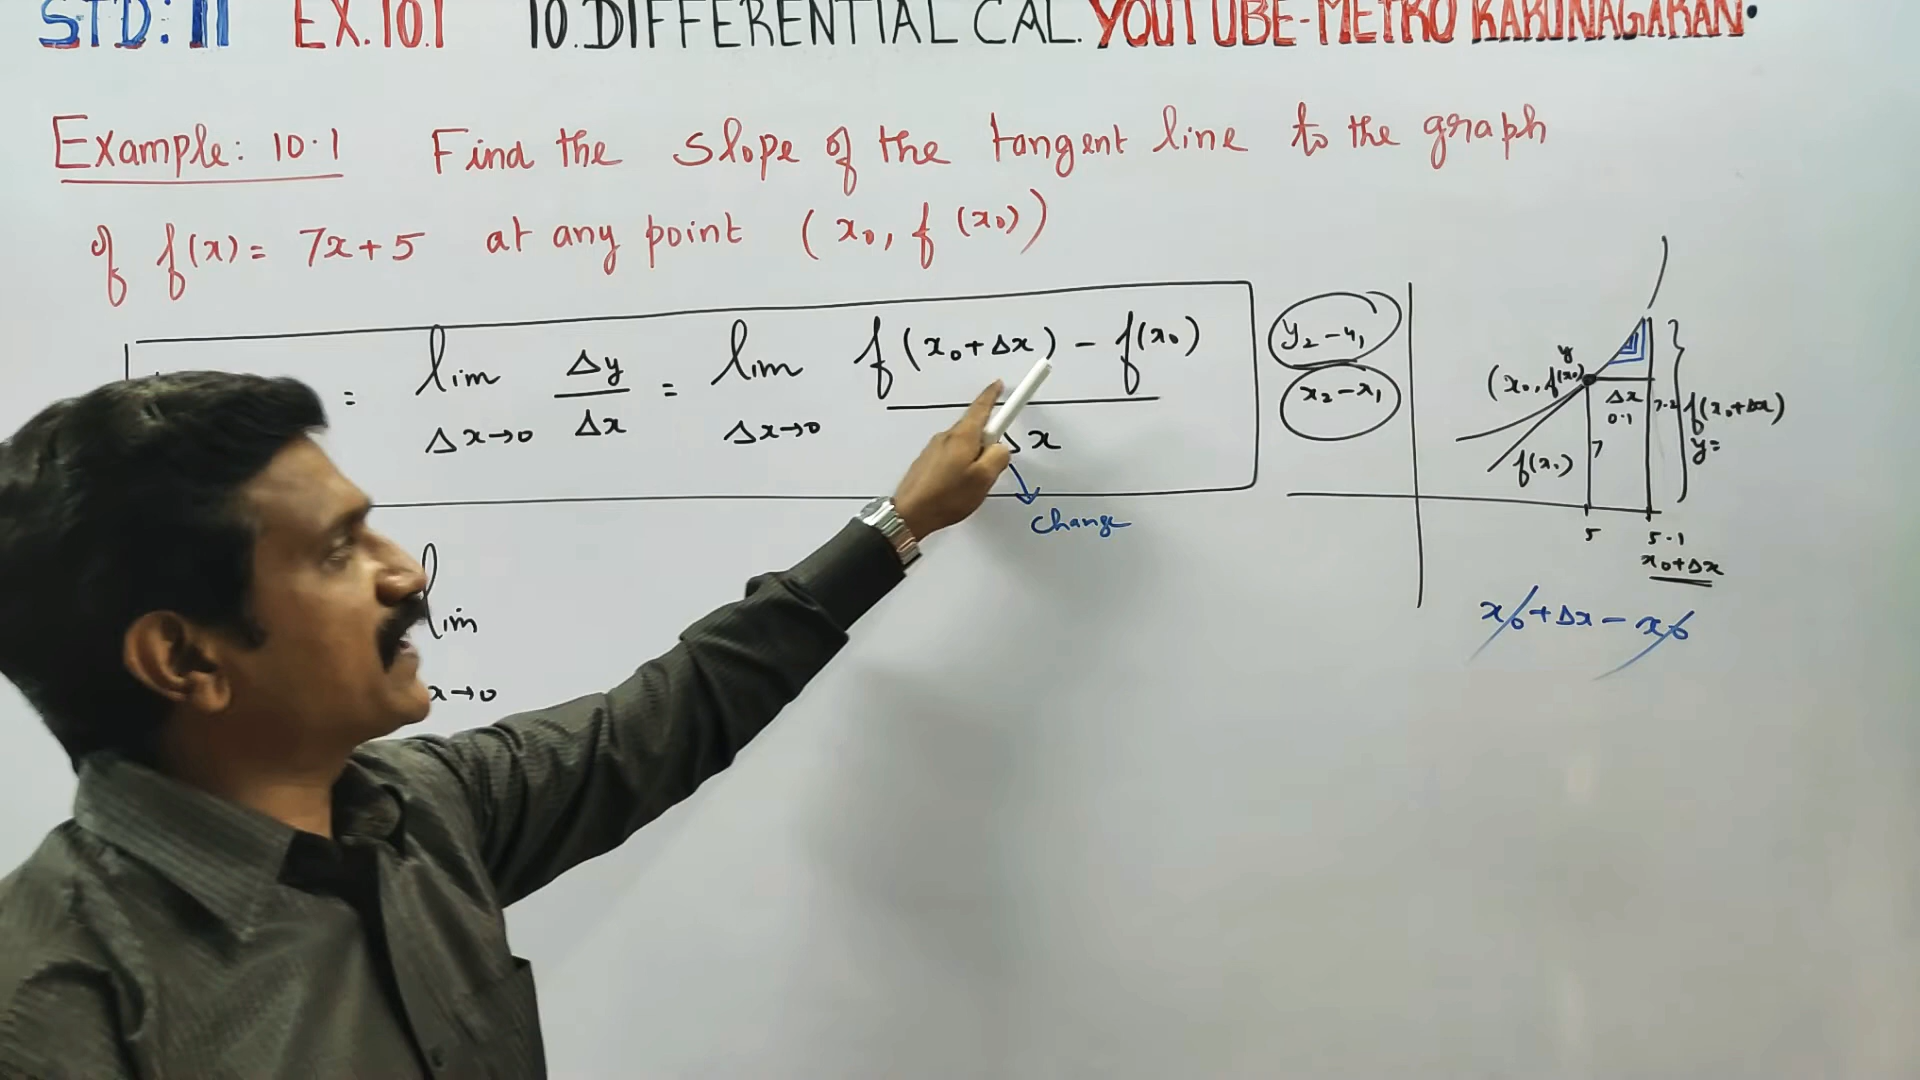 STD: 11 EX.10.1 10.DIFFERENTIAL CAL. YOUTUBE-METRO KARUNAGARAN.
Example: 10.1 Find the slope of the tangent line to the graph
of f(x) = 7x+5 at any point (x₀, f(x₀))
= lim Δy = lim f(x₀+Δx) - f(x₀)
Δx→0 Δx Δx→0 Δx
change
y₂-y₁
x₂-x₁
y
(x₀, f(x₀)
Δx
0.1
7.2
f(x₀+Δx)
y=
f(x₀)
7
5 5.1
x₀+Δx
x₀+Δx-x₀
lim
x→0